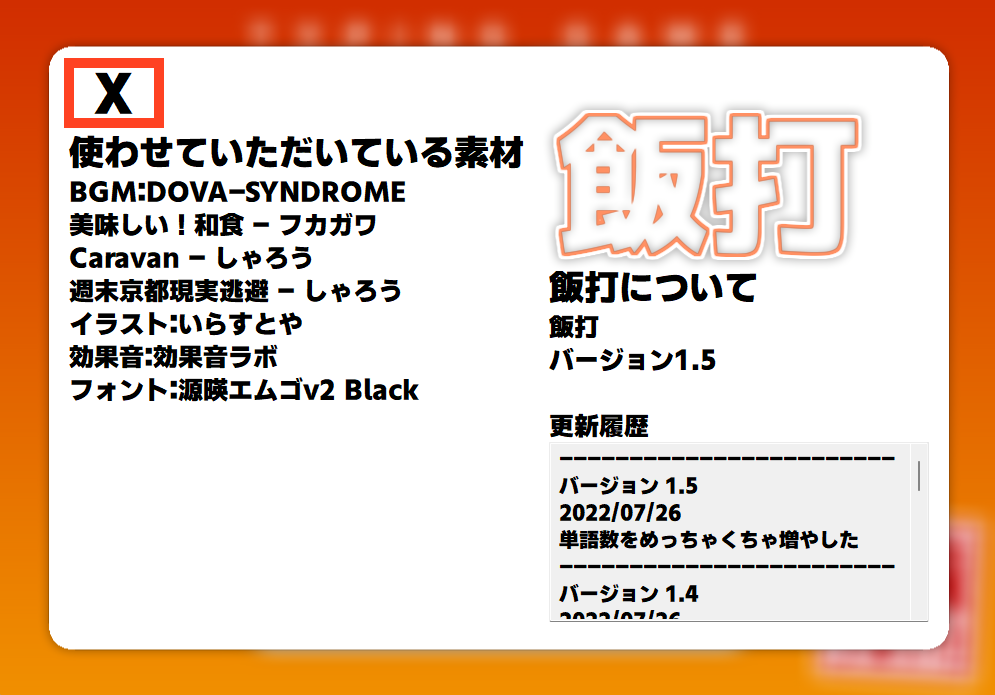 X
使わせていただいている素材
BGM:DOVA-SYNDROME
美味しい！和食 - フカガワ
Caravan - しゃろう
週末京都現実逃避 - しゃろう
イラスト:いらすとや
効果音:効果音ラボ
フォント:源暎エムゴv2 Black
飯打
飯打について
飯打
バージョン1.5
更新履歴
------------------------
バージョン 1.5
2022/07/26
単語数をめっちゃくちゃ増やした
------------------------
バージョン 1.4
2022/07/26